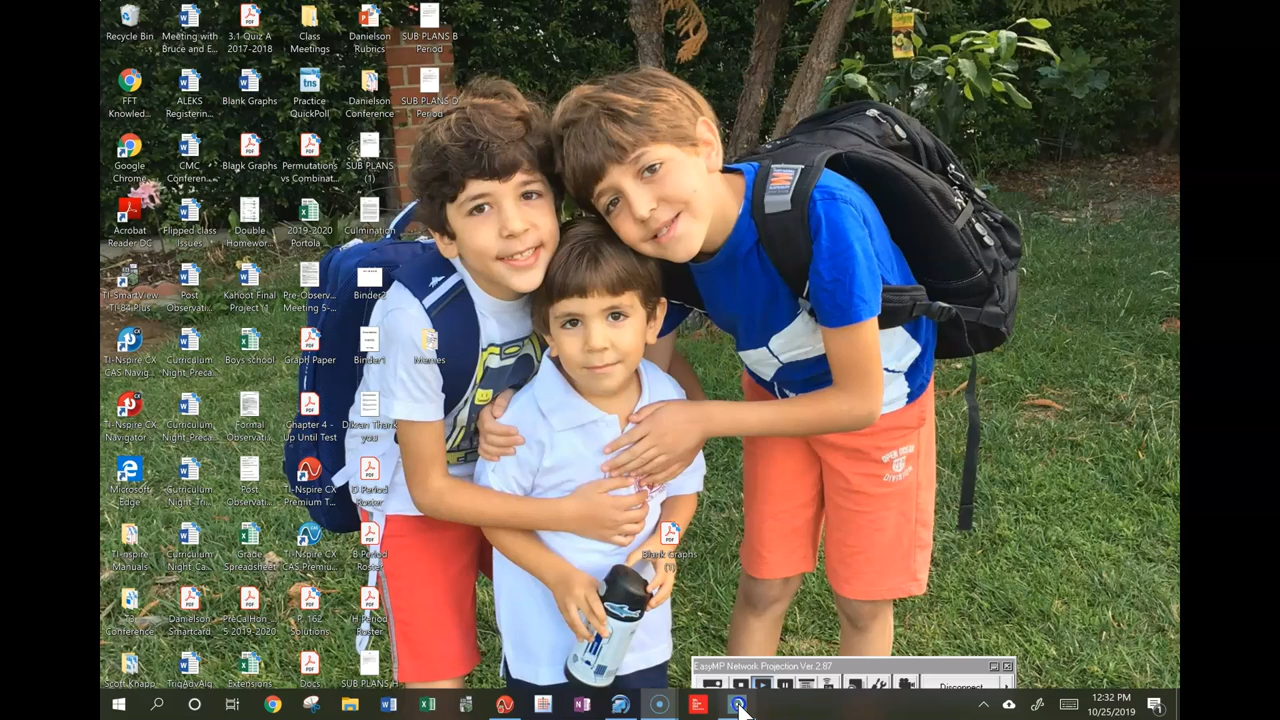 Recycle Bin
Meeting with
Bruce and E...
3.1 Quiz A
2017-2018
Class
Meetings
Danielson
Rubrics
SUB PLANS B
Period
FFT
Knowled...
ALEKS
Registerin...
Blank Graphs
tns
Practice
QuickPoll
Danielson
Conference
SUB PLANS D
Period
Google
Chrome
CMC
Conferen...
Blank Graphs
Permutations
vs Combinat...
SUB PLANS
(1)
Acrobat
Reader DC
Flipped class
Issues...
Double
Homewor...
2019-2020
Portola
Culmination
TI-SmartView
TI-84 Plus
Post
Observati...
Kahoot Final
Project (1)
Pre-Observ...
Meeting 5-...
Binder2
TI-Nspire CX
CAS Navig...
Curriculum
Night_Preca...
Boys school
Graph Paper
Binder1
Memes
TI-Nspire CX
Navigator ...
Curriculum
Night-Preca...
Formal
Observati...
Chapter 4 -
Up Until Test
Dikran Thank
you
Microsoft
Edge
Curriculum
Night-Tri...
Post
Observati...
TI-Nspire CX
Premium T...
D Period
Roster
TI-nspire
Manuals
Curriculum
Night_Ca...
Grade
Spreadsheet
TI-Nspire CX
CAS Premiu...
B Period
Roster
Blank Graphs
(1)
OPEN OCEAN
DIVISION
T3
Conference
Danielson
Smartcard
PreCalHon_
5 2019-2020
P. 162
Solutions
H Period
Roster
Scott Knapp
TrigAdvAlg
Extensions
Docs
SUB PLANS H
EasyMP Network Projection Ver.2.87
Disconnect
12:32 PM
10/25/2019